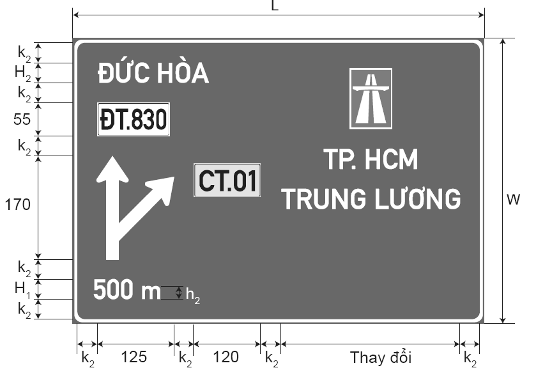 L
k2
H2
k2
55
k2
170
k2
H1
k2
ĐỨC HÒA
ĐT.830
CT.01
TP. HCM
TRUNG LƯƠNG
500 m
h2
W
k2
125
k2
120
k2
Thay đổi
k2